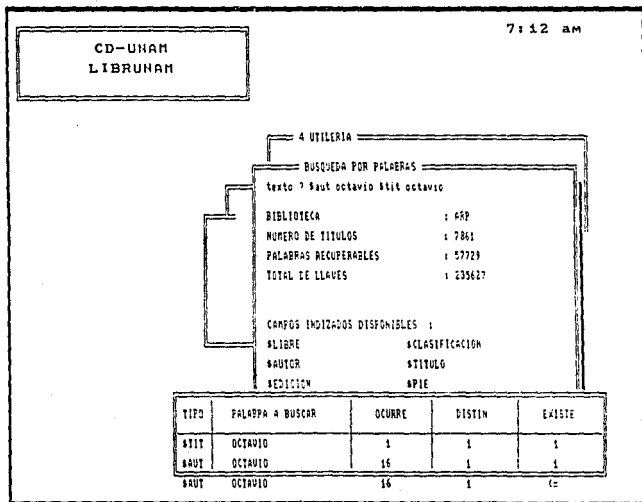 7:12 am
CD-UNAM
LIBRUNAM
4 UTILERIA
BUSQUEDA POR PALABRAS
texto ? $aut octavio $tit octavio
BIBLIOTECA : ARP
NUMERO DE TITULOS : 7861
PALABRAS RECUPERABLES : 57729
TOTAL DE LLAVES : 235627
CAMPOS INDIZADOS DISPONIBLES :
$LIBRE $CLASIFICACION
$AUTOR $TITULO
$EDICION $PIE
TIPO PALABRA A BUSCAR OCURRE DISTIN EXISTE
$TIT OCTAVIO 1 1 1
$AUT OCTAVIO 16 1 1
$AUT OCTAVIO 16 1 (=